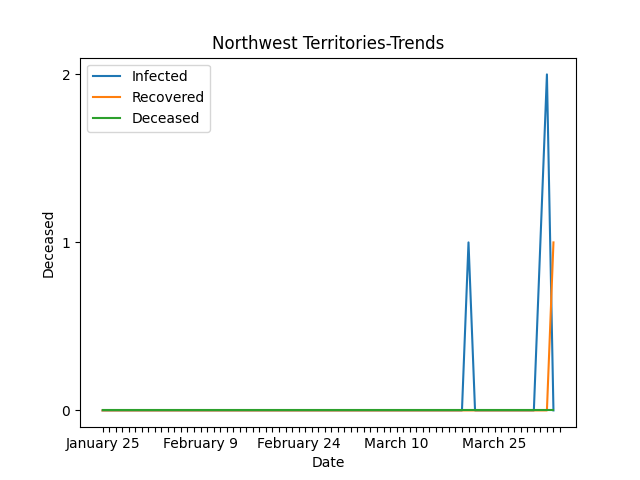 Northwest Territories-Trends
Infected
Recovered
Deceased
2
1
0
Deceased
January 25 February 9 February 24 March 10 March 25
Date